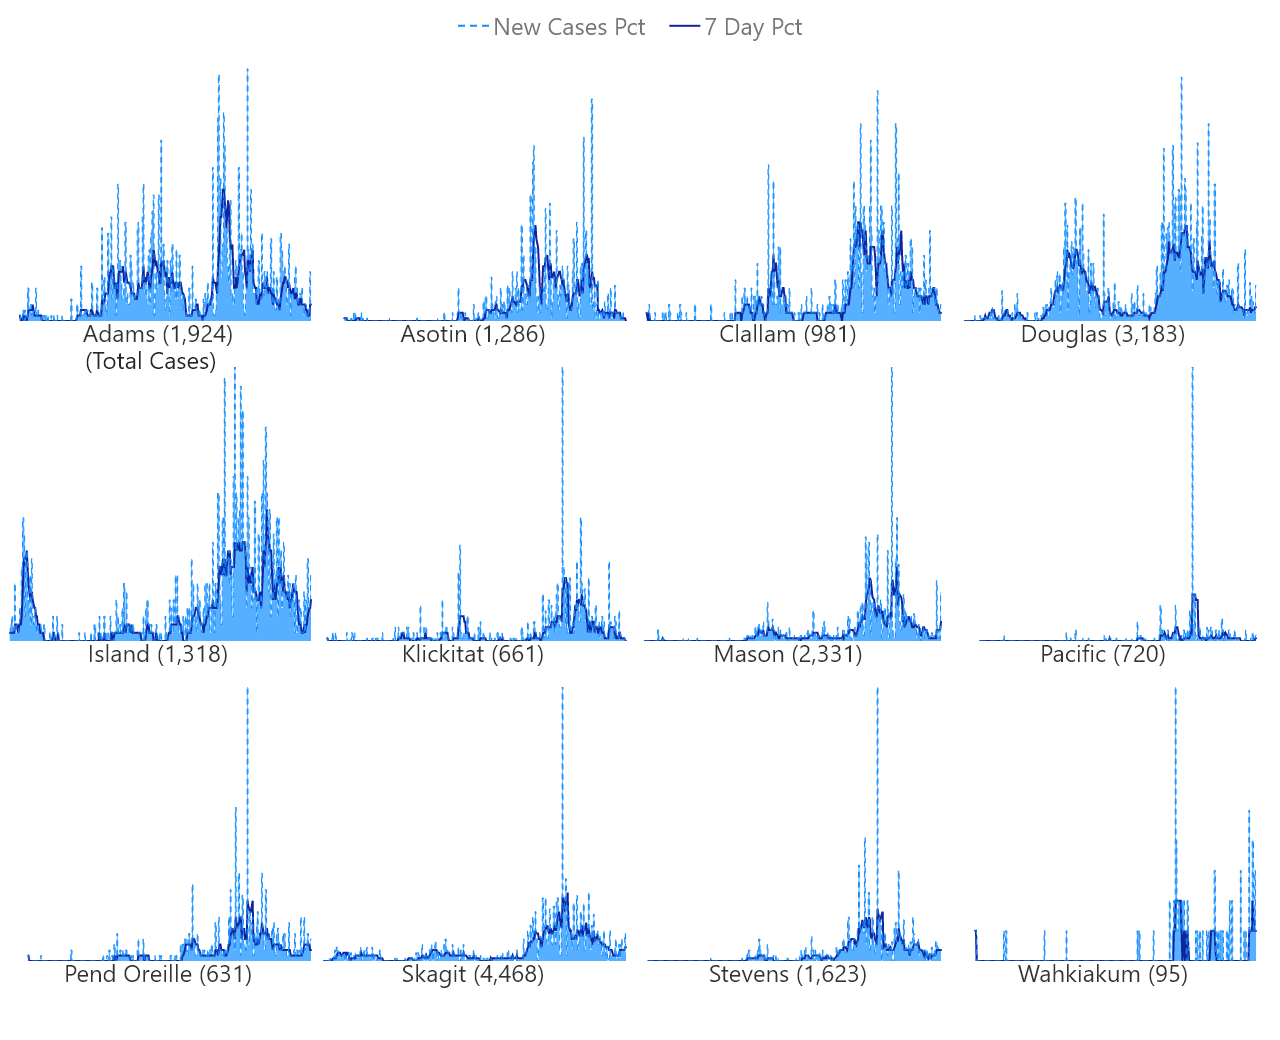 New Cases Pct 7 Day Pct
Adams (1,924) Asotin (1,286) Clallam (981) Douglas (3,183)
(Total Cases)
Island (1,318) Klickitat (661) Mason (2,331) Pacific (720)
Pend Oreille (631) Skagit (4,468) Stevens (1,623) Wahkiakum (95)